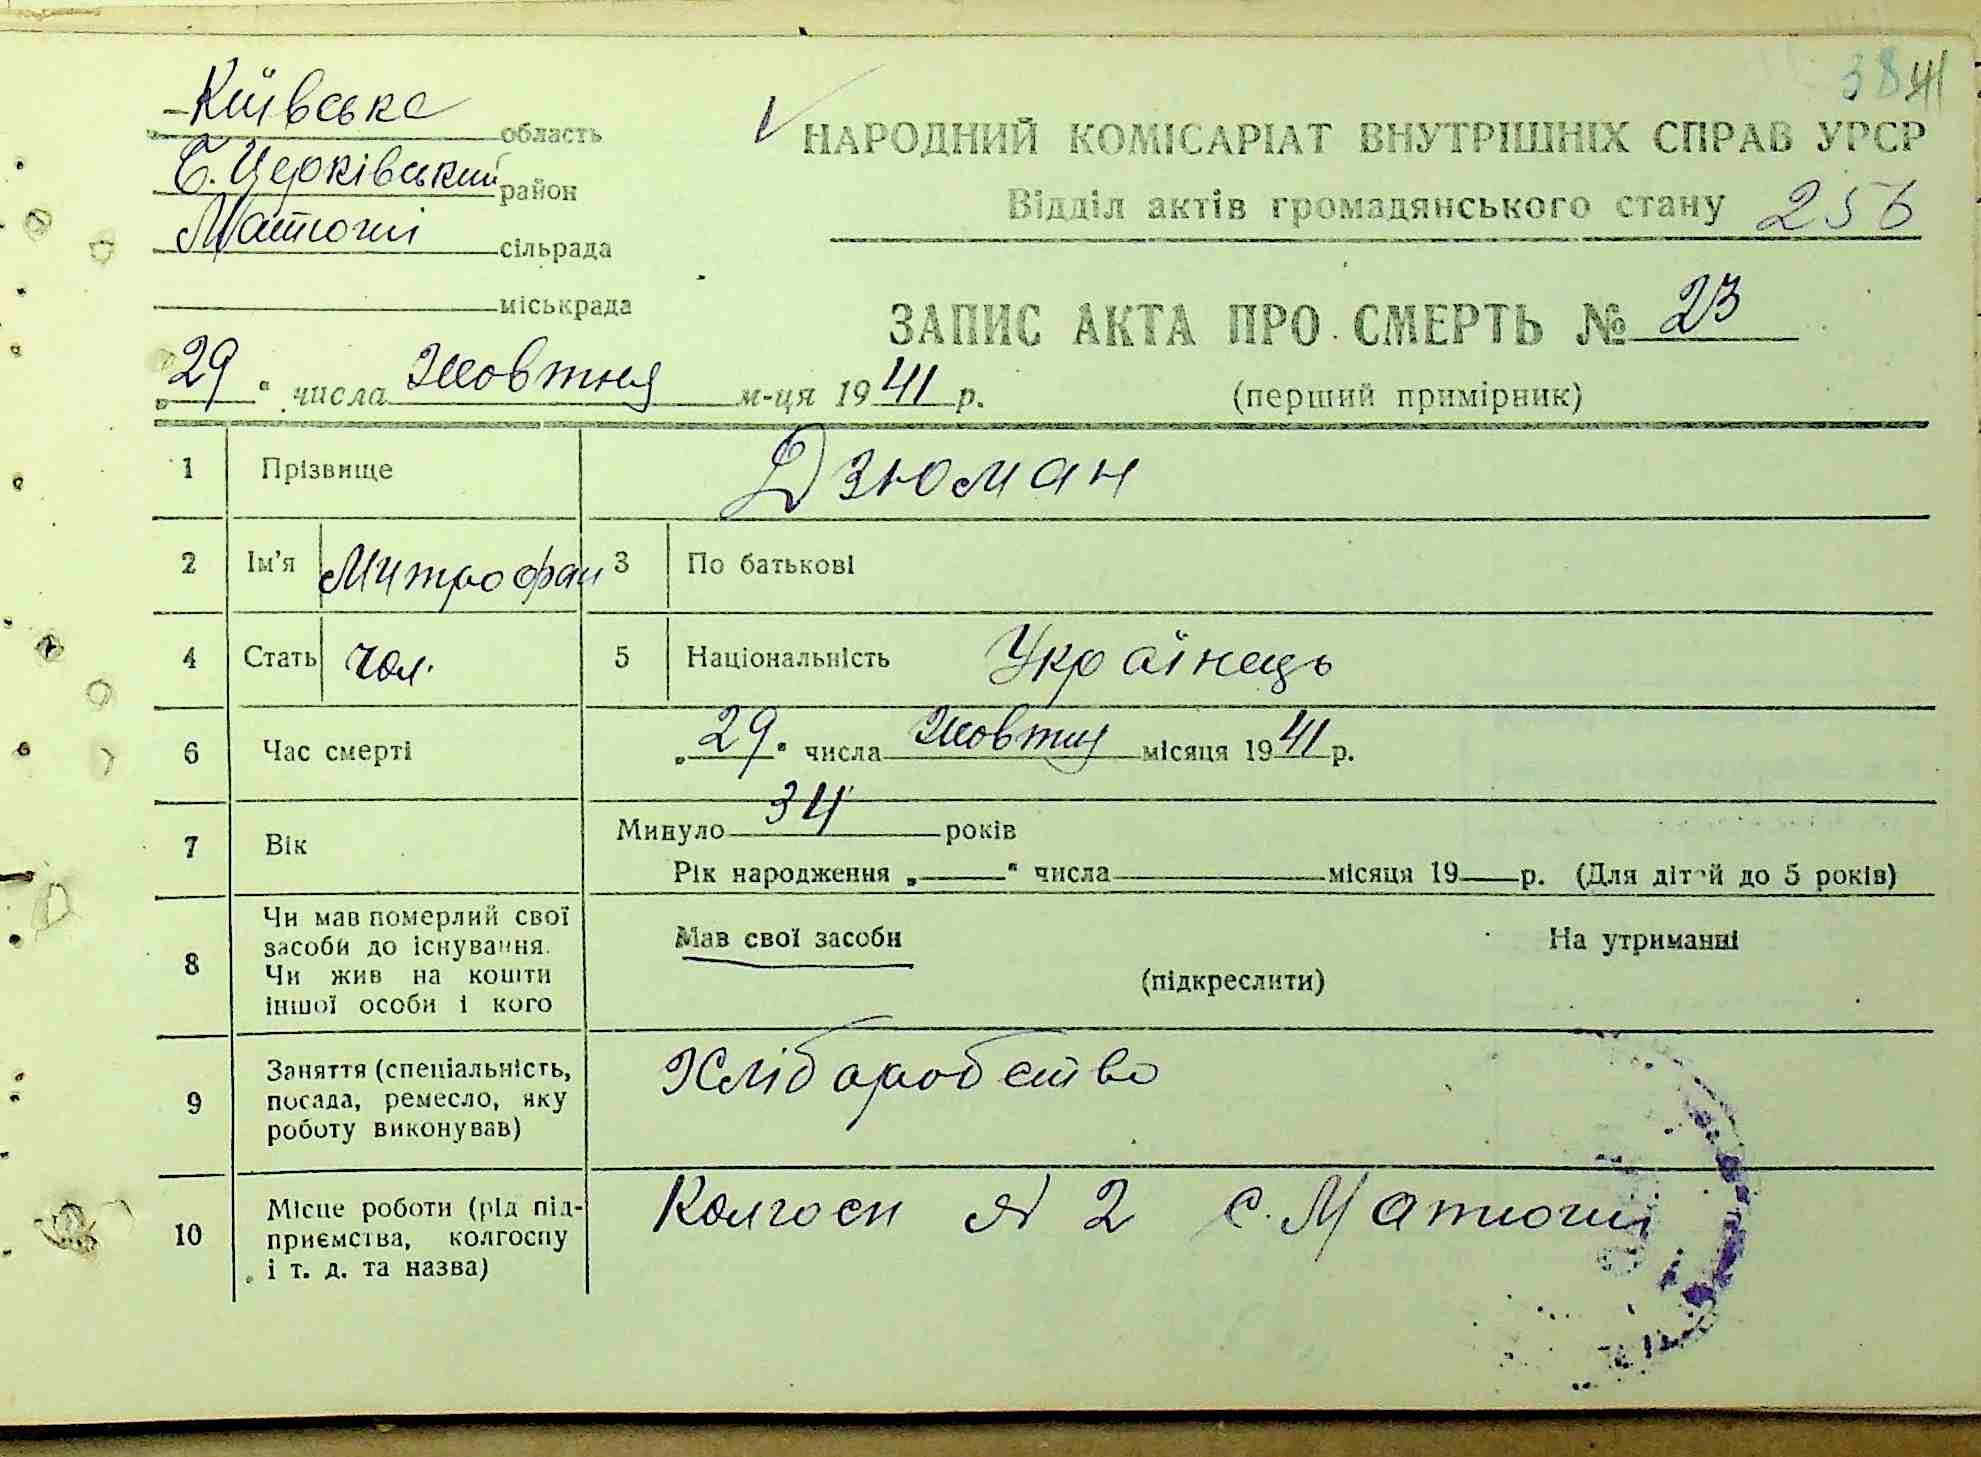 Київська область
Б. Церківський район
Матюші сільрада
міськрада
„29“ числа Жовтня м-ця 1941 р.
НАРОДНИЙ КОМІСАРІАТ ВНУТРІШНІХ СПРАВ УРСР
Відділ актів громадянського стану 256
ЗАПИС АКТА ПРО СМЕРТЬ № 23
(перший примірник)
1 Прізвище Дзюман
2 Ім'я Митрофан 3 По батькові
4 Стать чол. 5 Національність Українець
6 Час смерті „29“ числа Жовтня місяця 1941 р.
7 Вік Минуло 34 років
Рік народження „ “ числа місяця 19 р. (Для дітей до 5 років)
8 Чи мав померлий свої
засоби до існування.
Чи жив на кошти
іншої особи і кого
Мав свої засоби На утриманні
(підкреслити)
9 Заняття (спеціальність,
посада, ремесло, яку
роботу виконував)
Хлібаробство
10 Місце роботи (рід під-
приємства, колгоспу
і т. д. та назва)
Колгосп № 2 с. Матюші